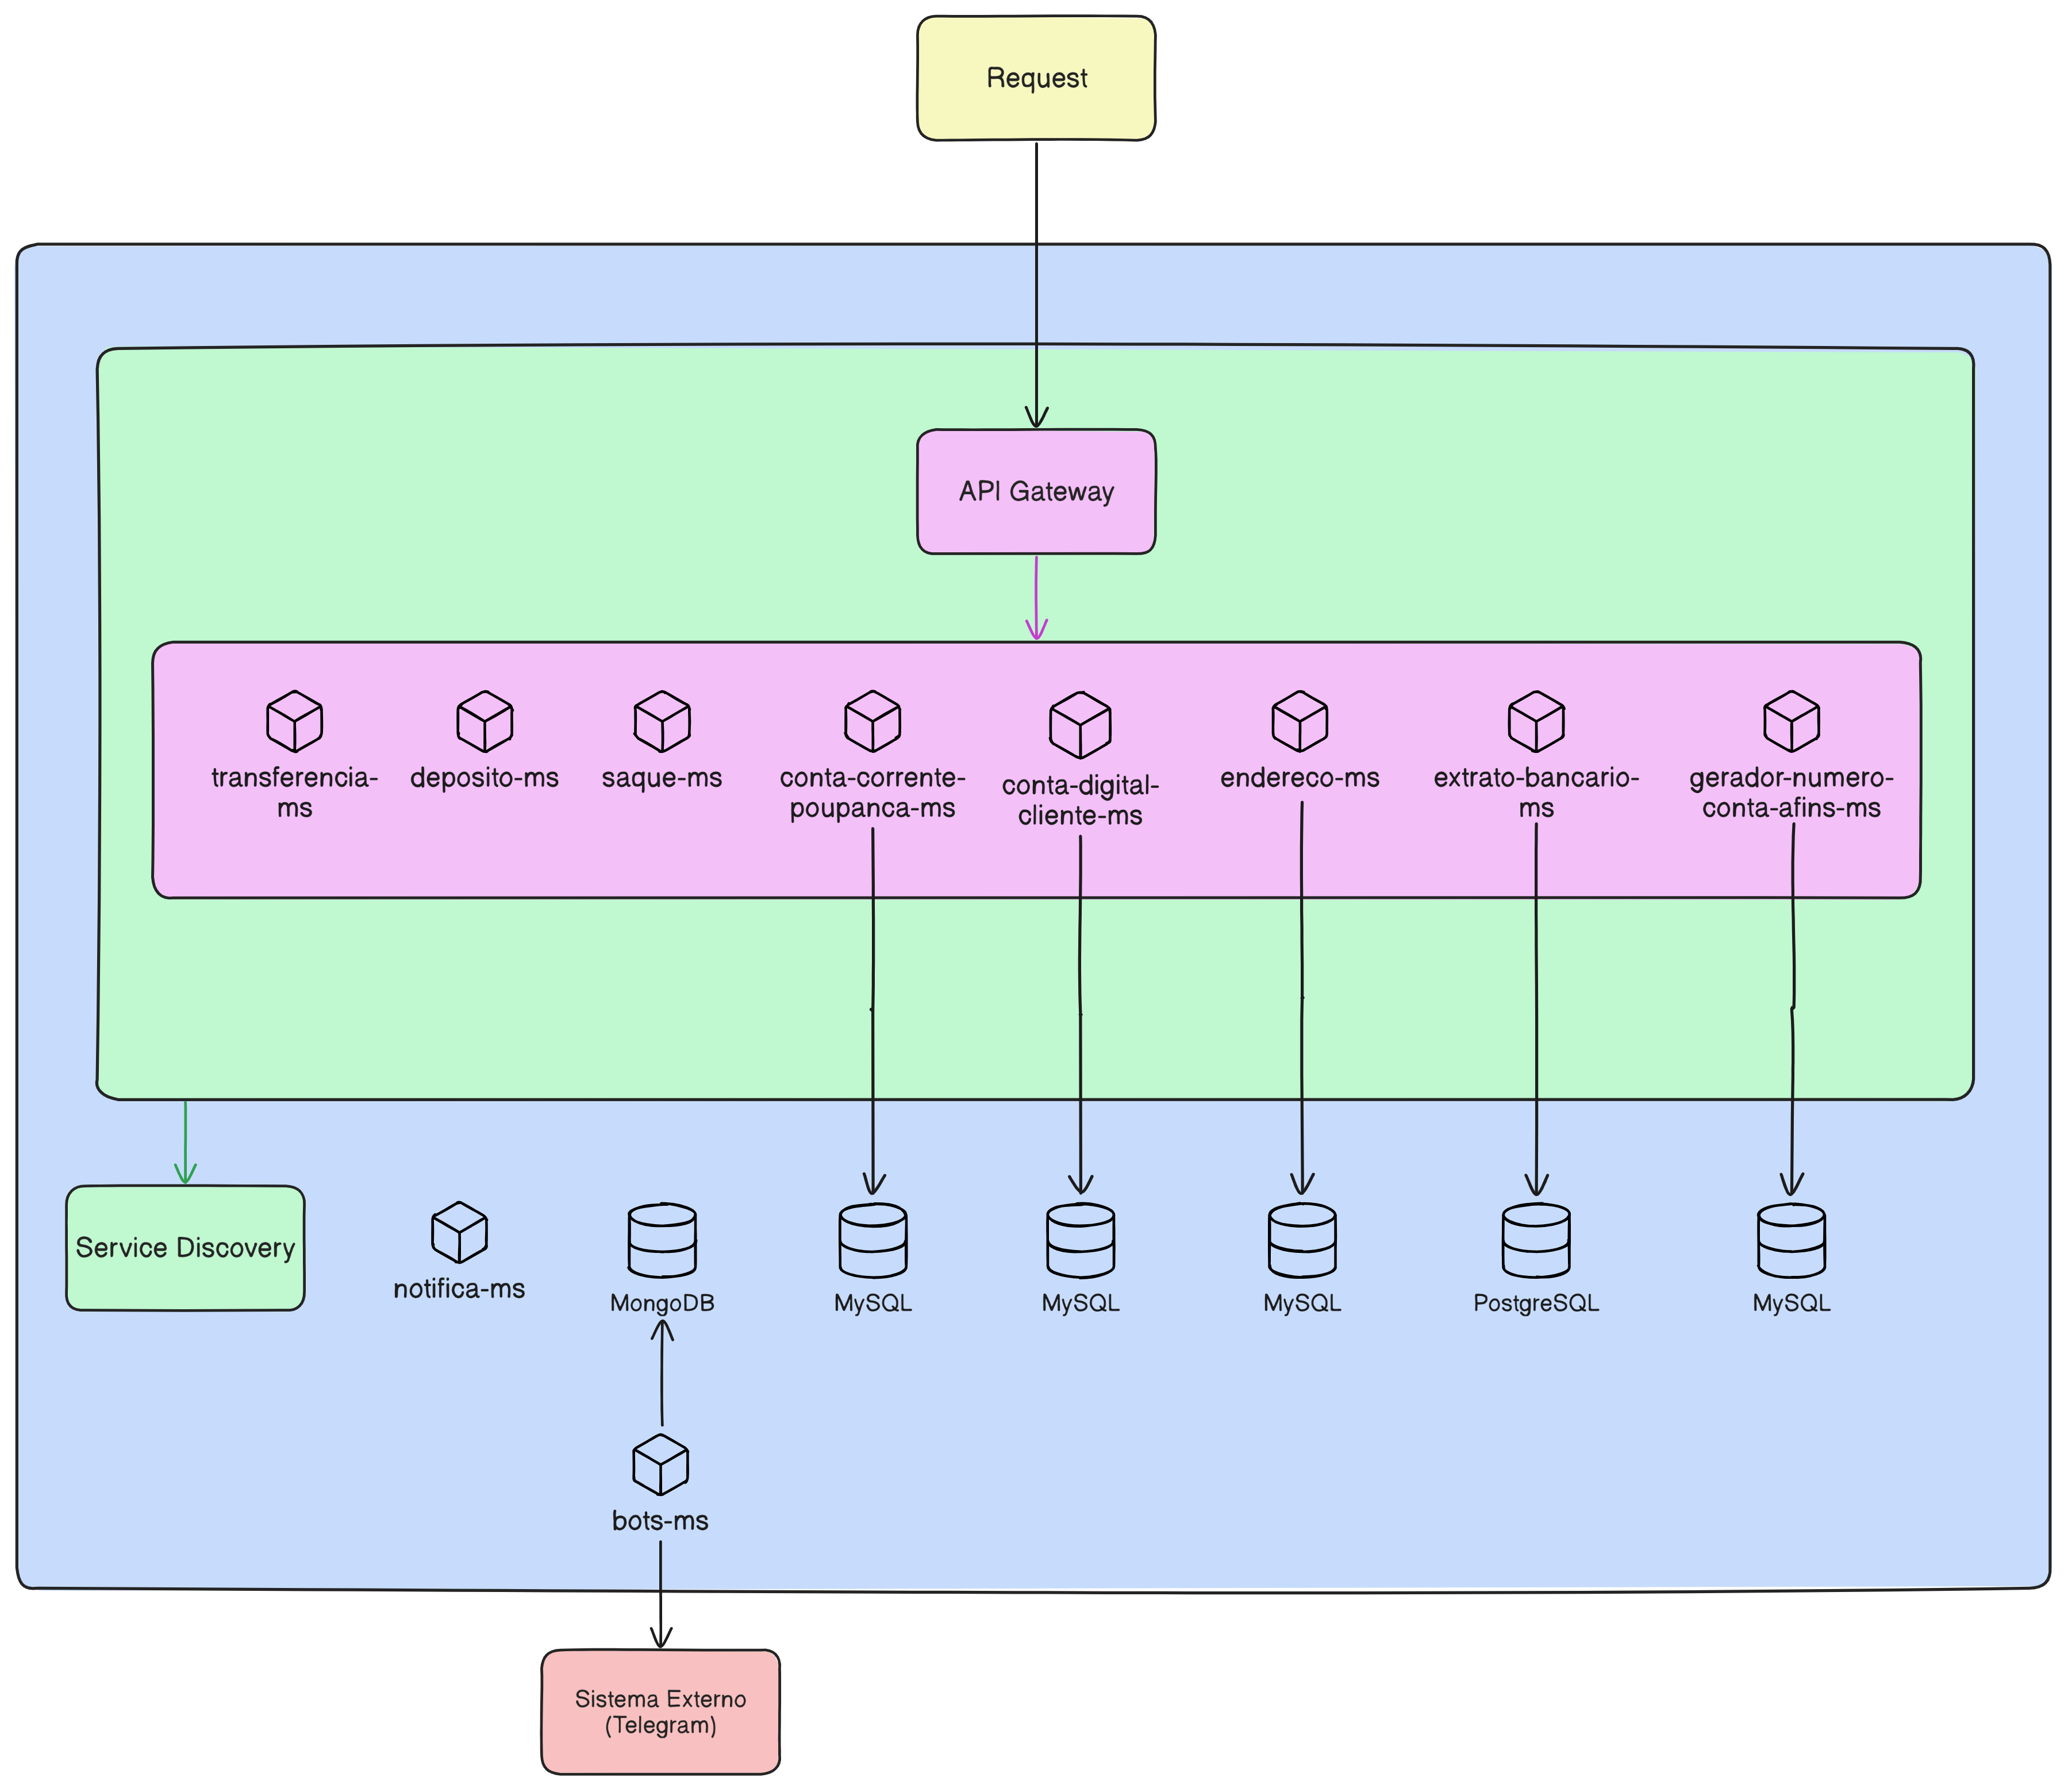 Request
API Gateway
transferencia-
ms
deposito-ms
saque-ms
conta-corrente-
poupanca-ms
conta-digital-
cliente-ms
endereco-ms
extrato-bancario-
ms
gerador-numero-
conta-afins-ms
Service Discovery
notifica-ms
MongoDB
MySQL
MySQL
MySQL
PostgreSQL
MySQL
bots-ms
Sistema Externo
(Telegram)